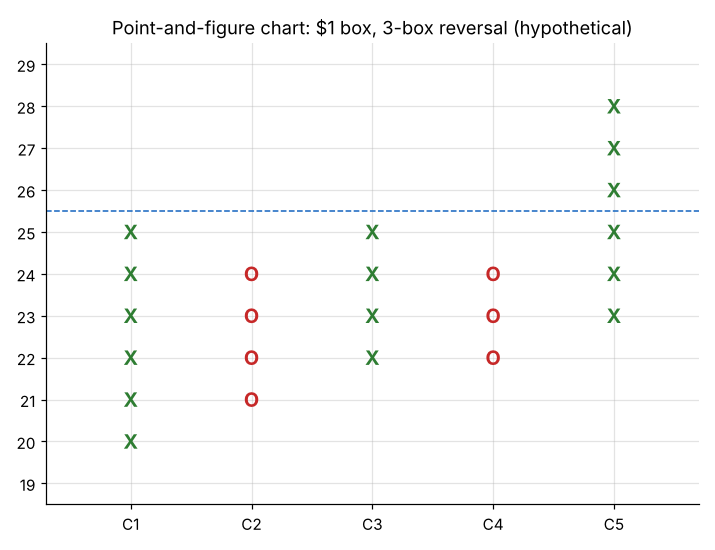 Point-and-figure chart: $1 box, 3-box reversal (hypothetical)
29
28 X
27 X
26 X
25 X X X
24 X O X O X
23 X O X O X
22 X O X O
21 X O
20 X
19
C1 C2 C3 C4 C5